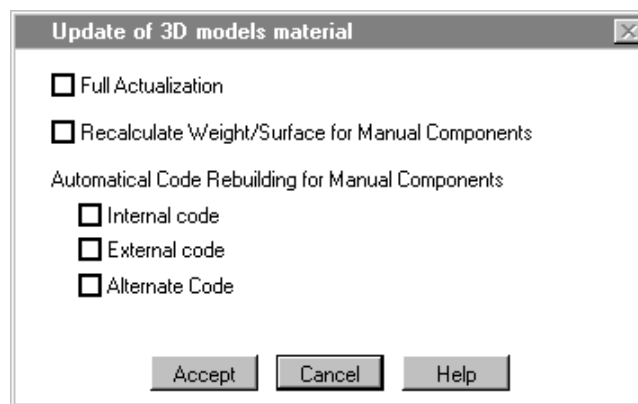 Update of 3D models material
Full Actualization
Recalculate Weight/Surface for Manual Components
Automatical Code Rebuilding for Manual Components
Internal code
External code
Alternate Code
Accept Cancel Help